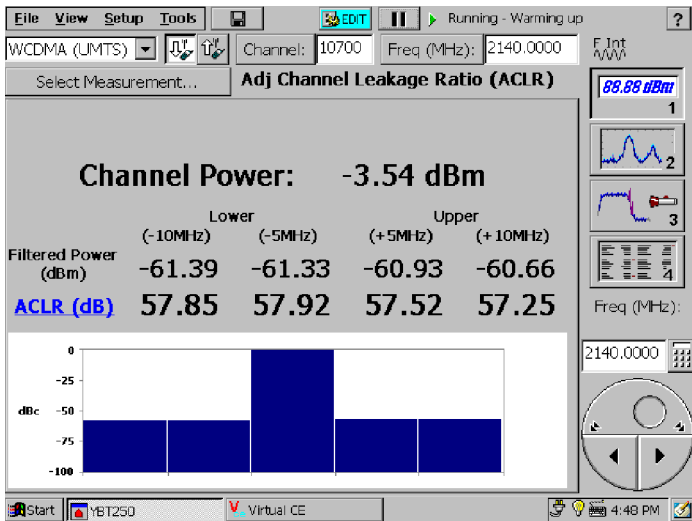 File View Setup Tools EDIT Running - Warming up ?
WCDMA (UMTS) Channel: 10700 Freq (MHz): 2140.0000 F Int
Select Measurement... Adj Channel Leakage Ratio (ACLR)
88.88 dBm
1
2
3
4
Channel Power: -3.54 dBm
Lower Upper
(-10MHz) (-5MHz) (+5MHz) (+10MHz)
Filtered Power
(dBm) -61.39 -61.33 -60.93 -60.66
ACLR (dB) 57.85 57.92 57.52 57.25
Freq (MHz):
2140.0000
0
-25
dBc -50
-75
-100
Start YBT250 Virtual CE 4:48 PM